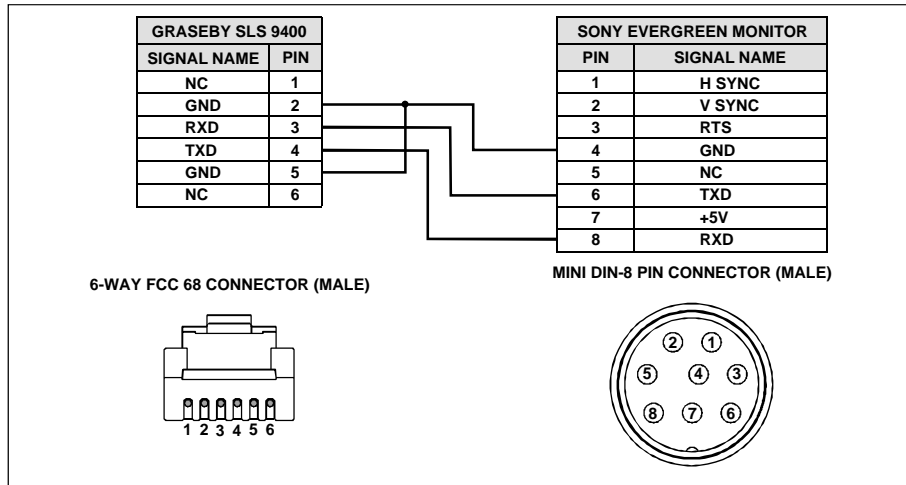 GRASEBY SLS 9400
SIGNAL NAME PIN
NC 1
GND 2
RXD 3
TXD 4
GND 5
NC 6
SONY EVERGREEN MONITOR
PIN SIGNAL NAME
1 H SYNC
2 V SYNC
3 RTS
4 GND
5 NC
6 TXD
7 +5V
8 RXD
6-WAY FCC 68 CONNECTOR (MALE)
1 2 3 4 5 6
MINI DIN-8 PIN CONNECTOR (MALE)
2 1
5 4 3
8 7 6